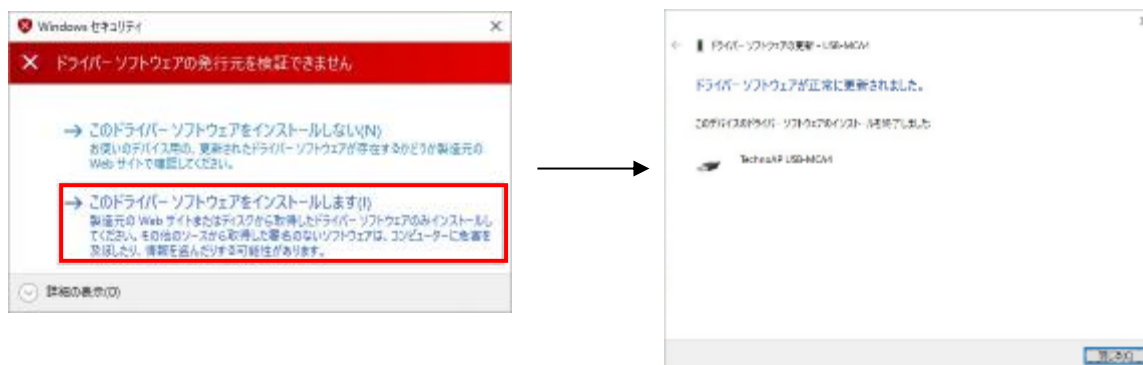 Windows セキュリティ
ドライバー ソフトウェアの発行元を検証できません
→ このドライバー ソフトウェアをインストールしない(N)
お使いのデバイス用の、更新されたドライバー ソフトウェアが存在するかどうか製造元の
Web サイトで確認してください。
→ このドライバー ソフトウェアをインストールします(I)
製造元の Web サイトまたはディスクから取得したドライバー ソフトウェアのみインストールし
てください。その他のソースから取得した署名のないソフトウェアは、コンピューターに危害を
及ぼしたり、情報を盗んだりする可能性があります。
詳細の表示(D)
ドライバー ソフトウェアの更新 - USB-MCA4
ドライバー ソフトウェアが正常に更新されました。
このデバイスのドライバー ソフトウェアのインストールを終了しました:
TechnoAP USB-MCA4
閉じる(C)